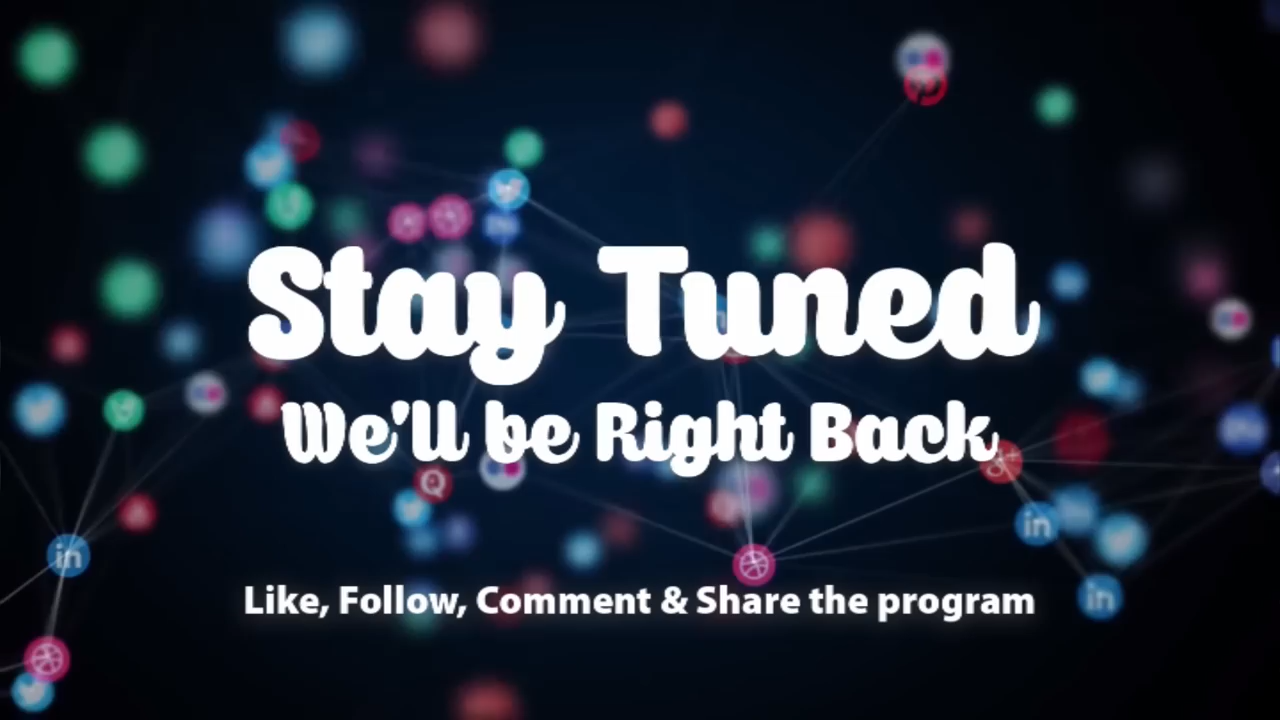 Stay Tuned
We'll be Right Back
Like, Follow, Comment & Share the program